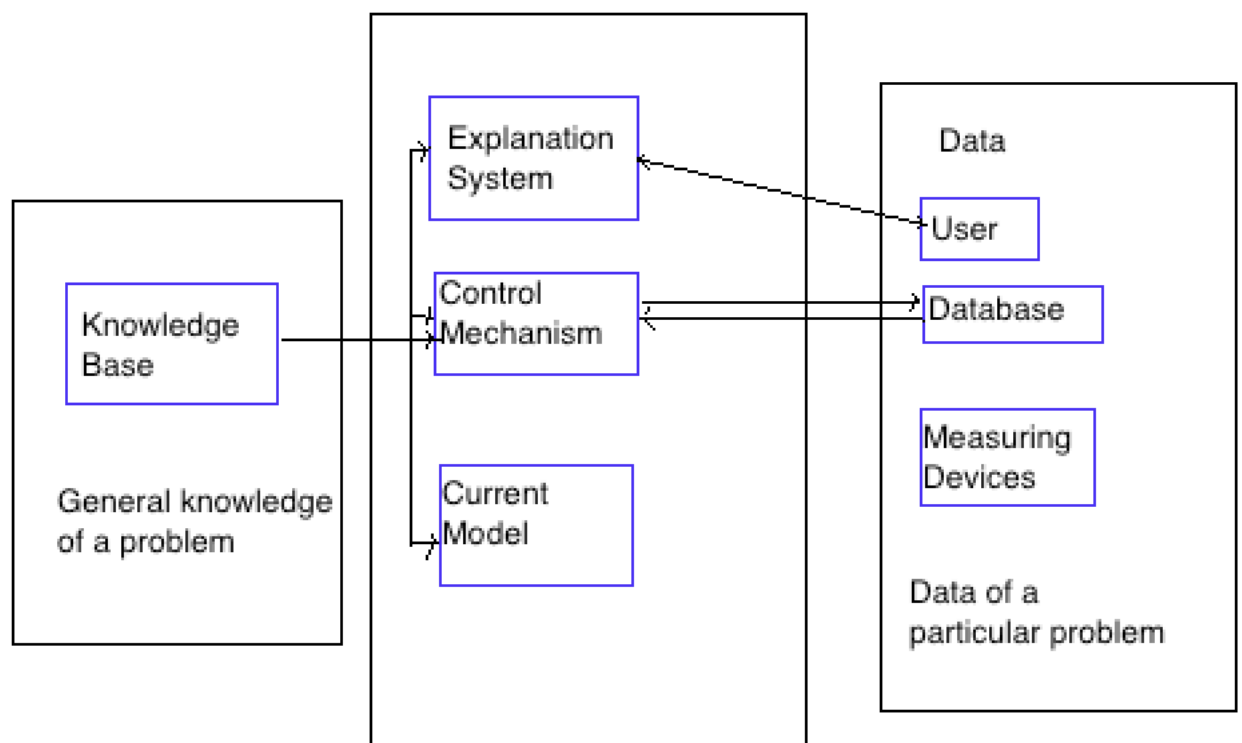 Knowledge
Base
General knowledge
of a problem
Explanation
System
Control
Mechanism
Current
Model
Data
User
Database
Measuring
Devices
Data of a
particular problem